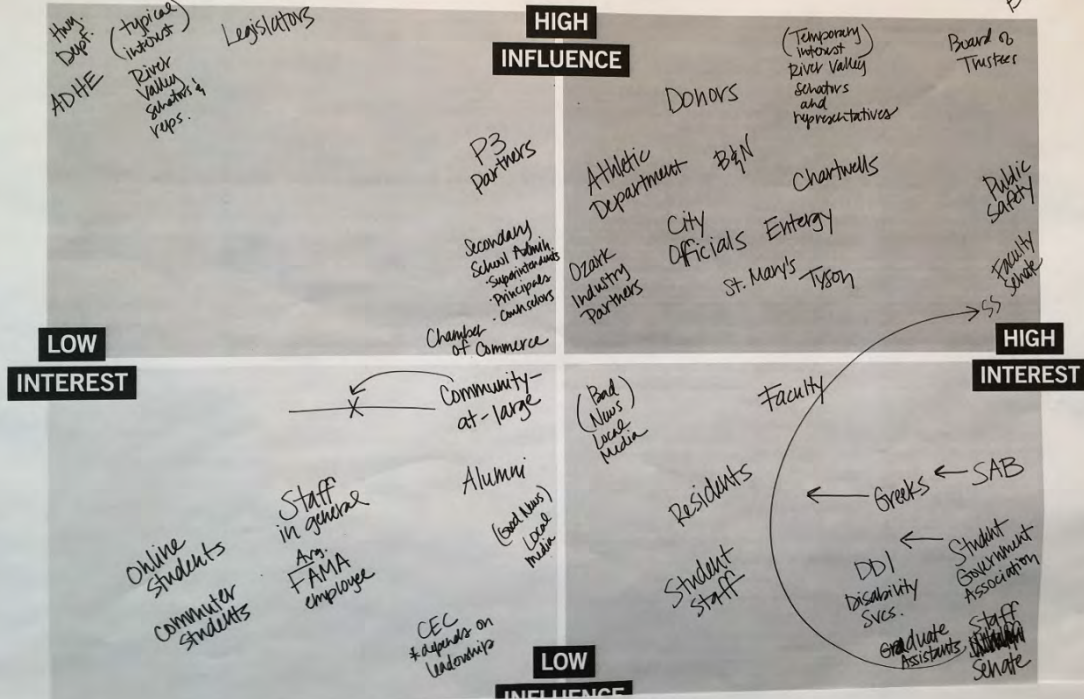 HIGH
INFLUENCE
Hwy.
Dept.
ADHE
(typical
interest)
River
Valley
senators &
reps.
Legislators
P3
Partners
Secondary
School Admin.
·Superintendents
·Principals
·Counselors
Chamber
of Commerce
Donors
(Temporary
interest)
River Valley
senators
and
representatives
Board of
Trustees
Athletic
Department
B&N
Chartwells
Public
Safety
City
Officials
Entergy
Ozark
Industry
Partners
St. Mary's
Tyson
Faculty
Senate
SS
LOW
INTEREST
HIGH
INTEREST
X
Community-
at-large
Alumni
(Good News)
Local
media
Staff
in general
Avg.
FAMA
employee
Online
students
Commuter
students
CEC
* depends on
leadership
(Bad
News)
Local
Media
Faculty
Residents
Student
Staff
Greeks
SAB
DDI
Disability
Svcs.
Student
Government
Association
Graduate
Assistants
Staff
Senate
LOW
INFLUENCE